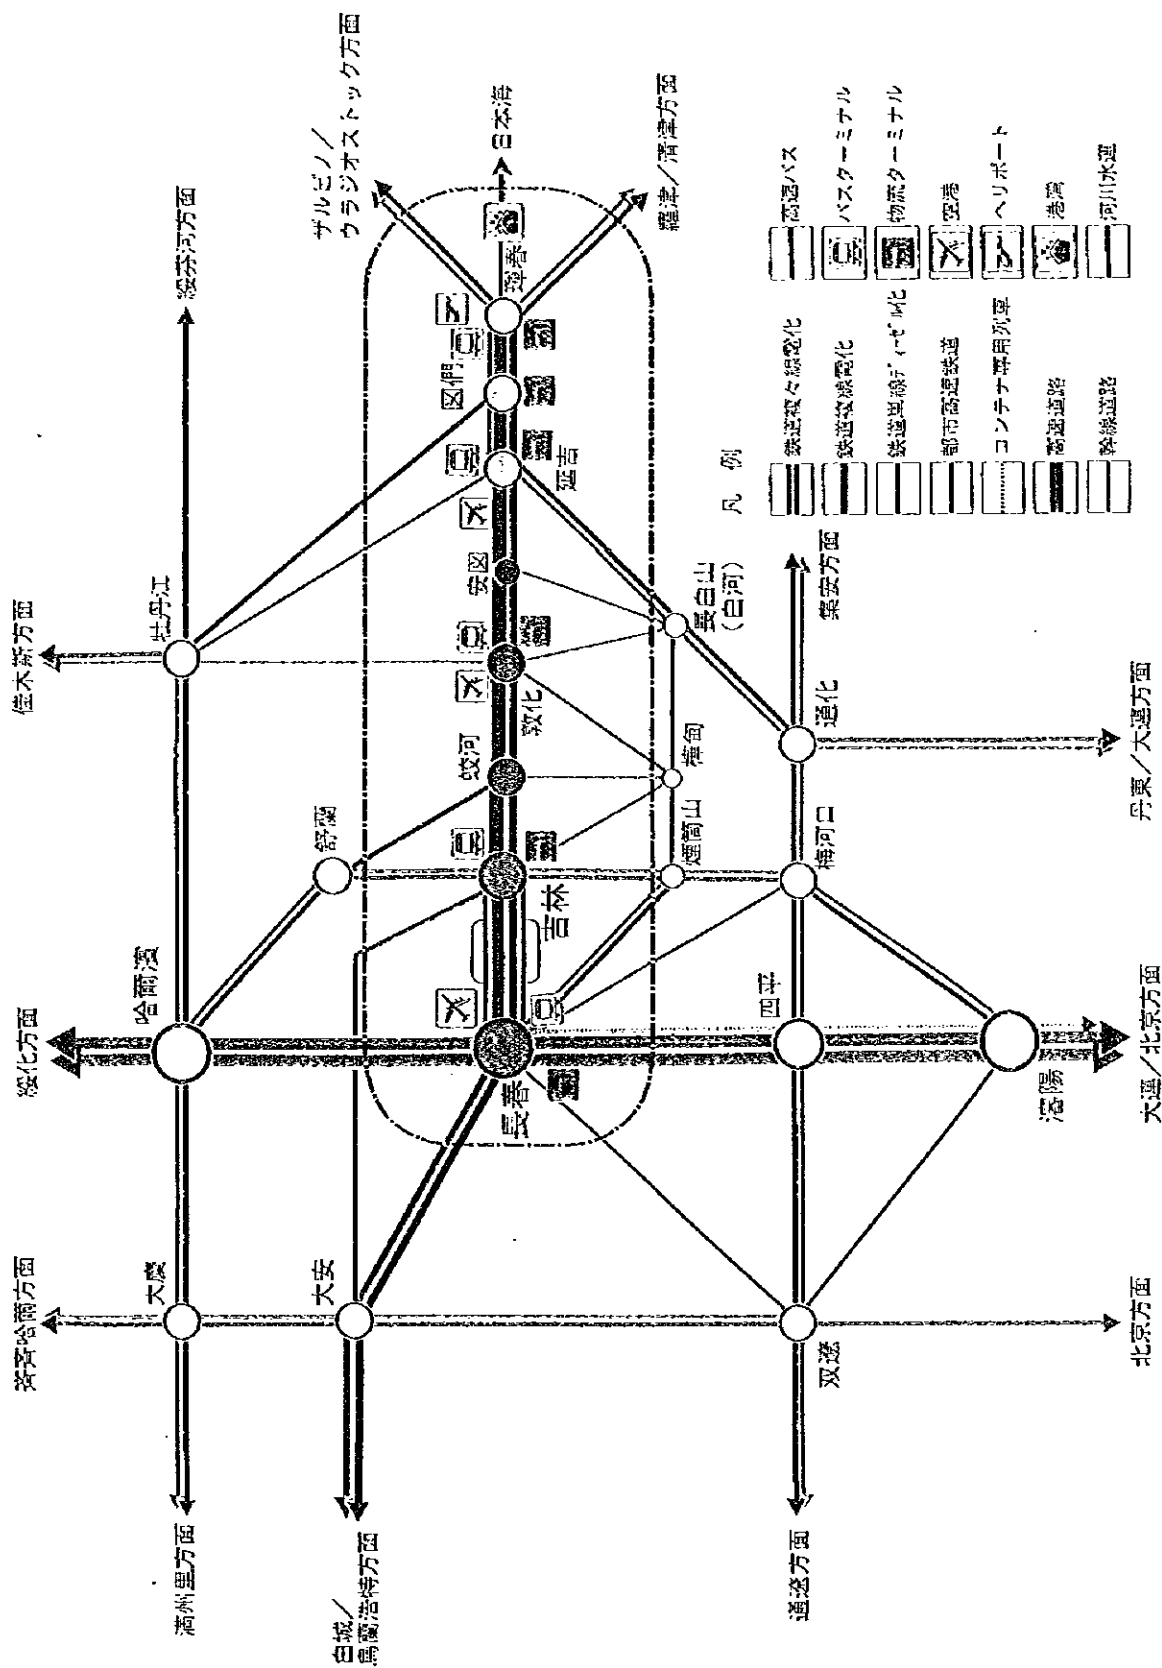 斉斉哈爾方面
綏化方面
佳木斯方面
満州里方面
大慶
哈爾濱
牡丹江
綏芬河方面
ザルビノ／
ウラジオストック方面
白城／
烏蘭浩特方面
大安
舒蘭
長春
吉林
蛟河
敦化
安図
延吉
図們
琿春
日本海
羅津／清津方面
煙筒山
樺甸
長白山
（白河）
通遼方面
双遼
四平
梅河口
通化
集安方面
瀋陽
北京方面
大連／北京方面
丹東／大連方面
凡　例
鉄道複々線電化
鉄道複線電化
鉄道単線ディーゼル化
都市高速鉄道
コンテナ専用列車
高速道路
幹線道路
高速バス
バスターミナル
物流ターミナル
空港
ヘリポート
港湾
河川水運